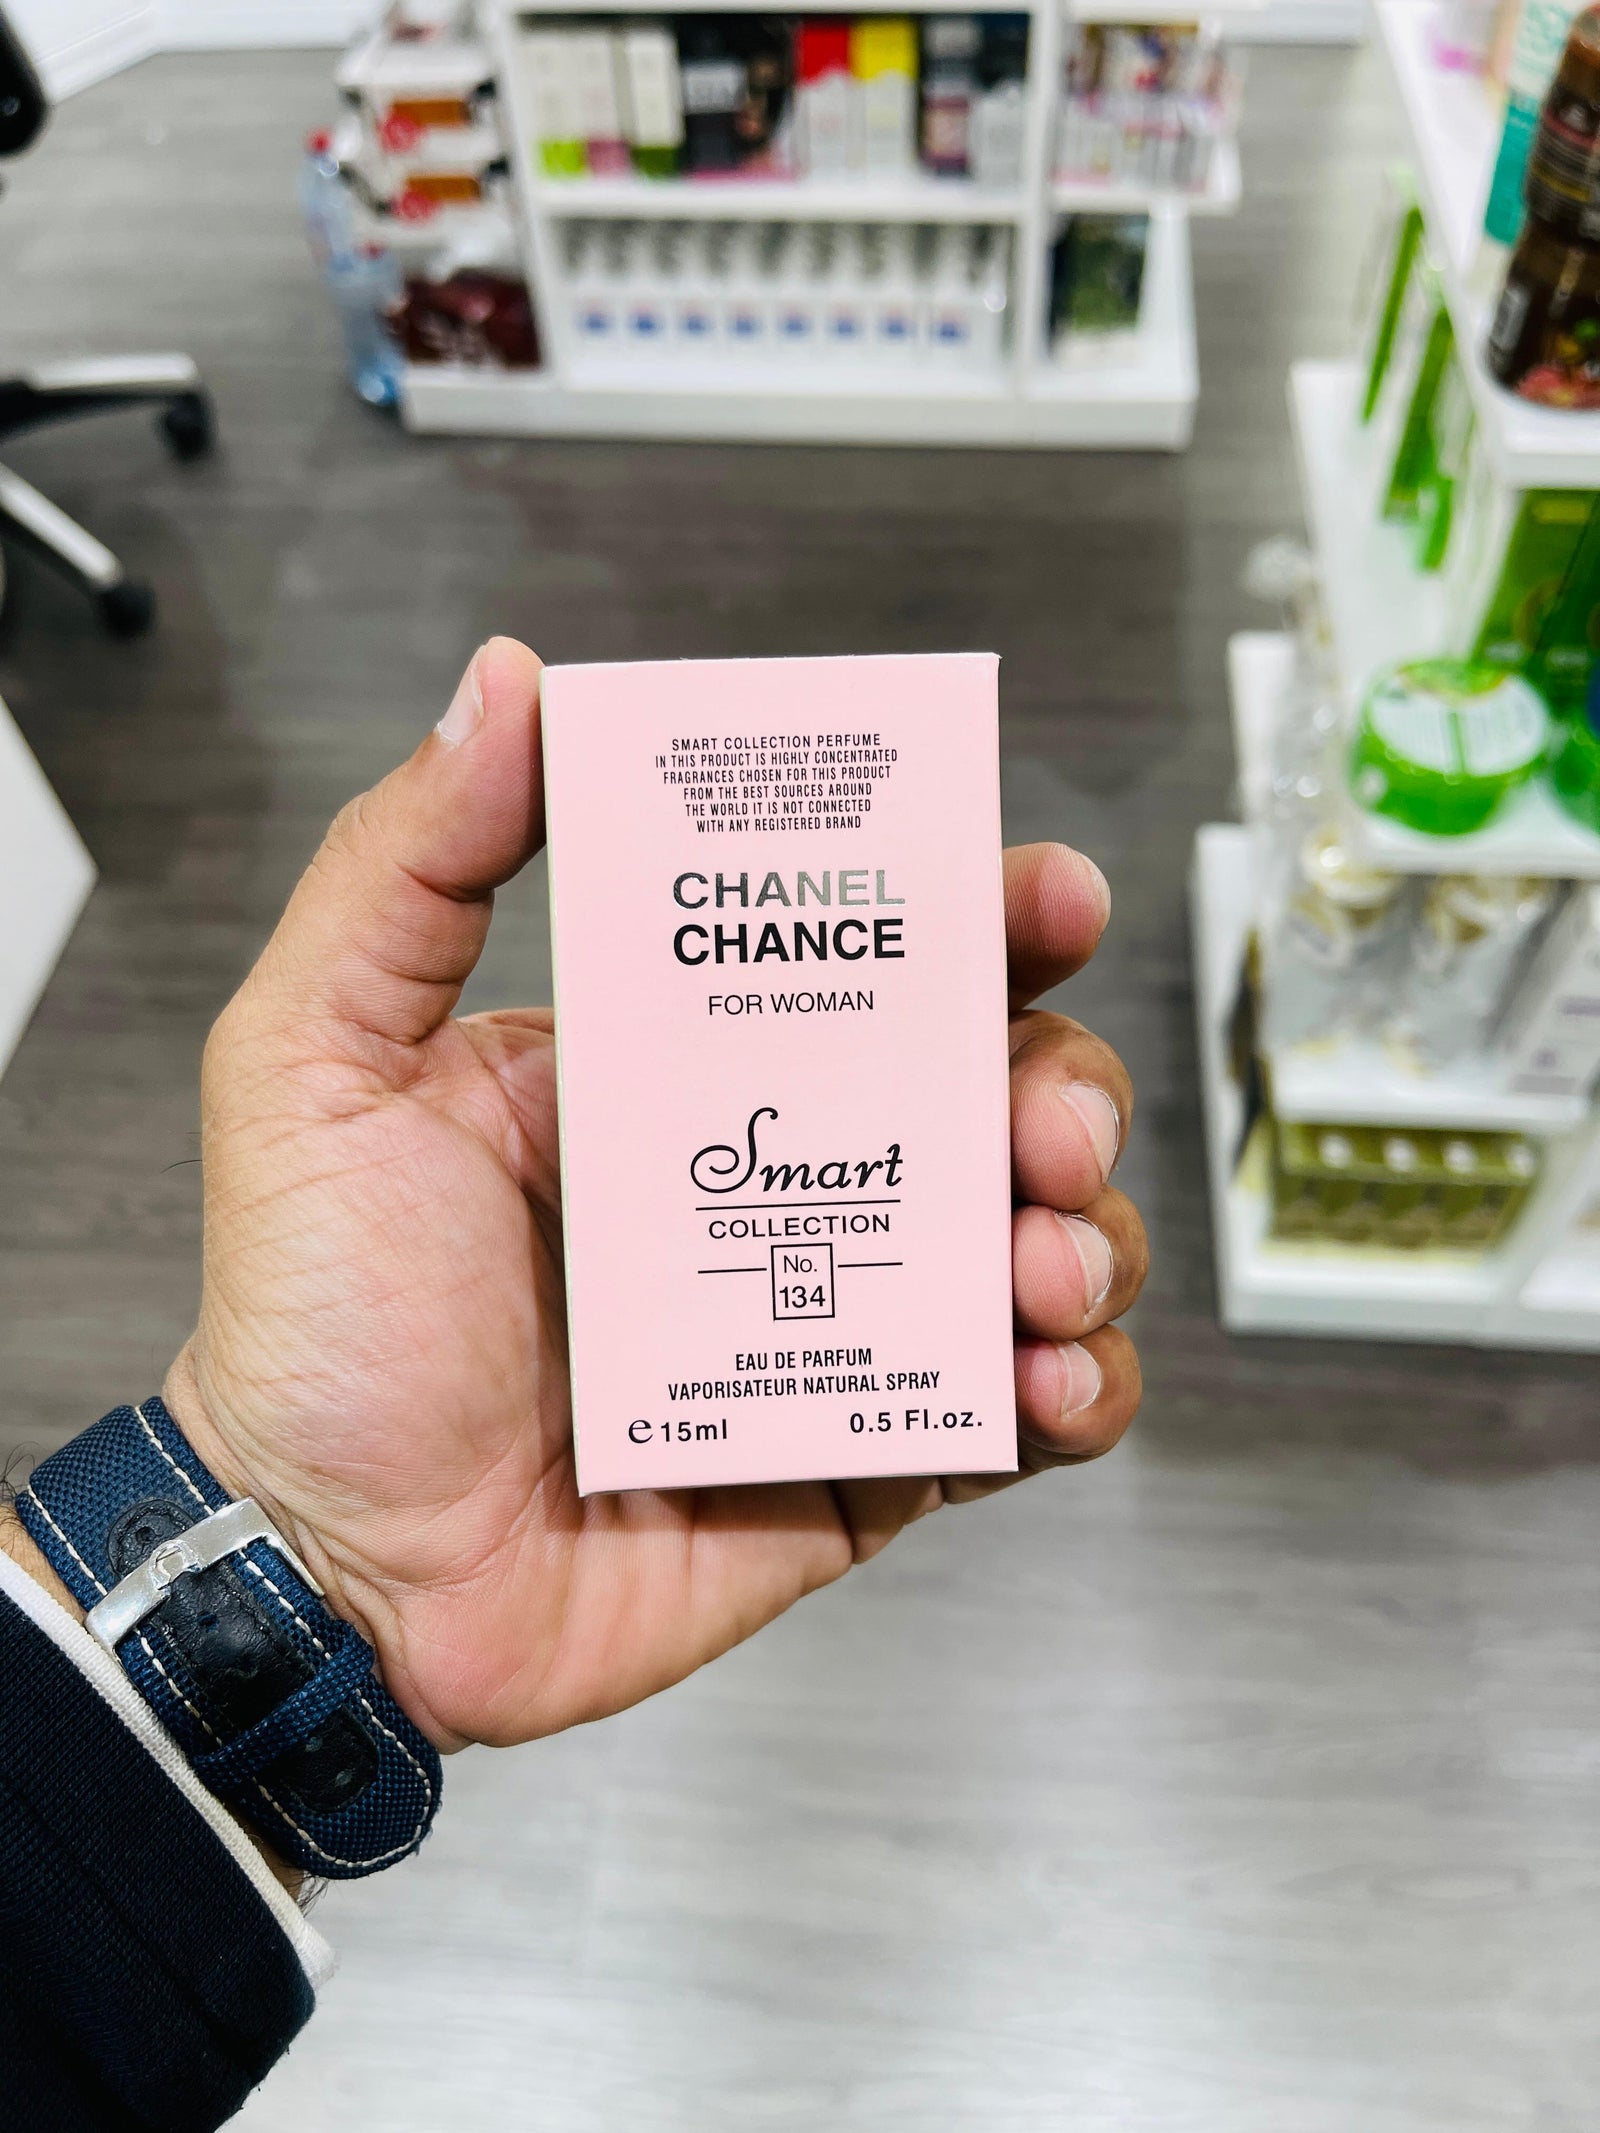 SMART COLLECTION PERFUME
IN THIS PRODUCT IS HIGHLY CONCENTRATED
FRAGRANCES CHOSEN FOR THIS PRODUCT
FROM THE BEST SOURCES AROUND
THE WORLD IT IS NOT CONNECTED
WITH ANY REGISTERED BRAND
CHANEL
CHANCE
FOR WOMAN
Smart
COLLECTION
No.
134
EAU DE PARFUM
VAPORISATEUR NATURAL SPRAY
℮15ml 0.5 Fl.oz.